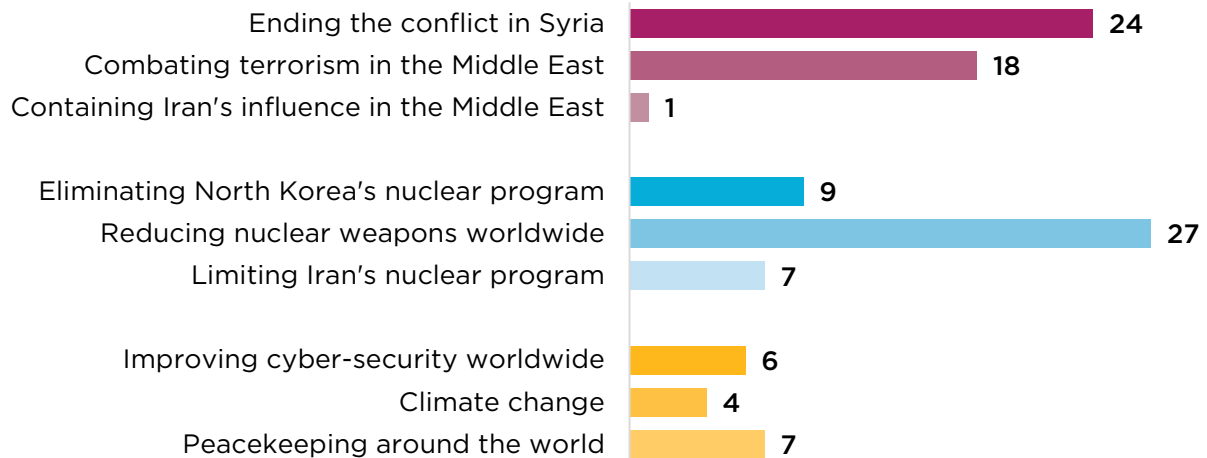 Ending the conflict in Syria 24
Combating terrorism in the Middle East 18
Containing Iran's influence in the Middle East 1
Eliminating North Korea's nuclear program 9
Reducing nuclear weapons worldwide 27
Limiting Iran's nuclear program 7
Improving cyber-security worldwide 6
Climate change 4
Peacekeeping around the world 7